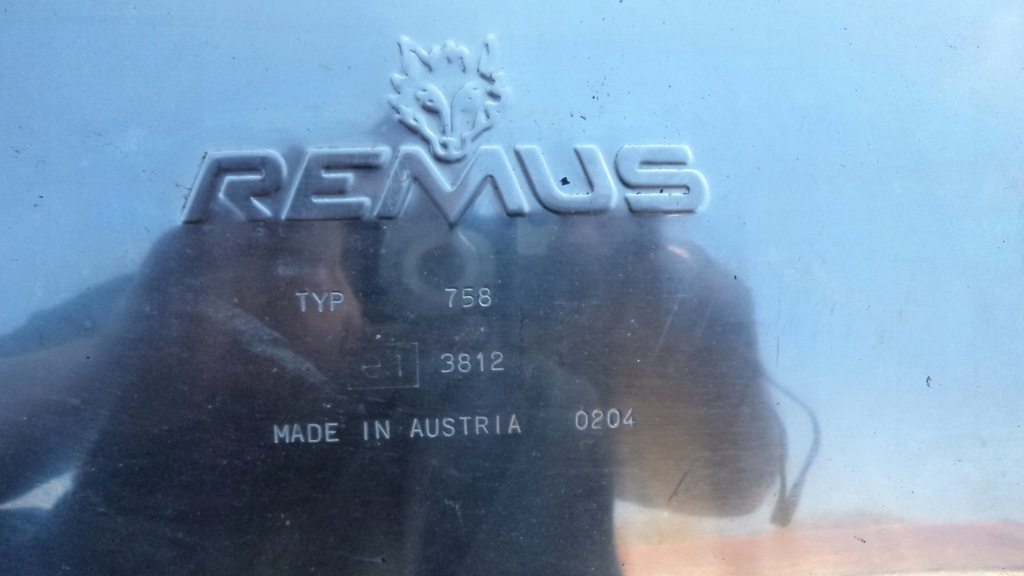 REMUS
TYP 758
e1 3812
MADE IN AUSTRIA 0204